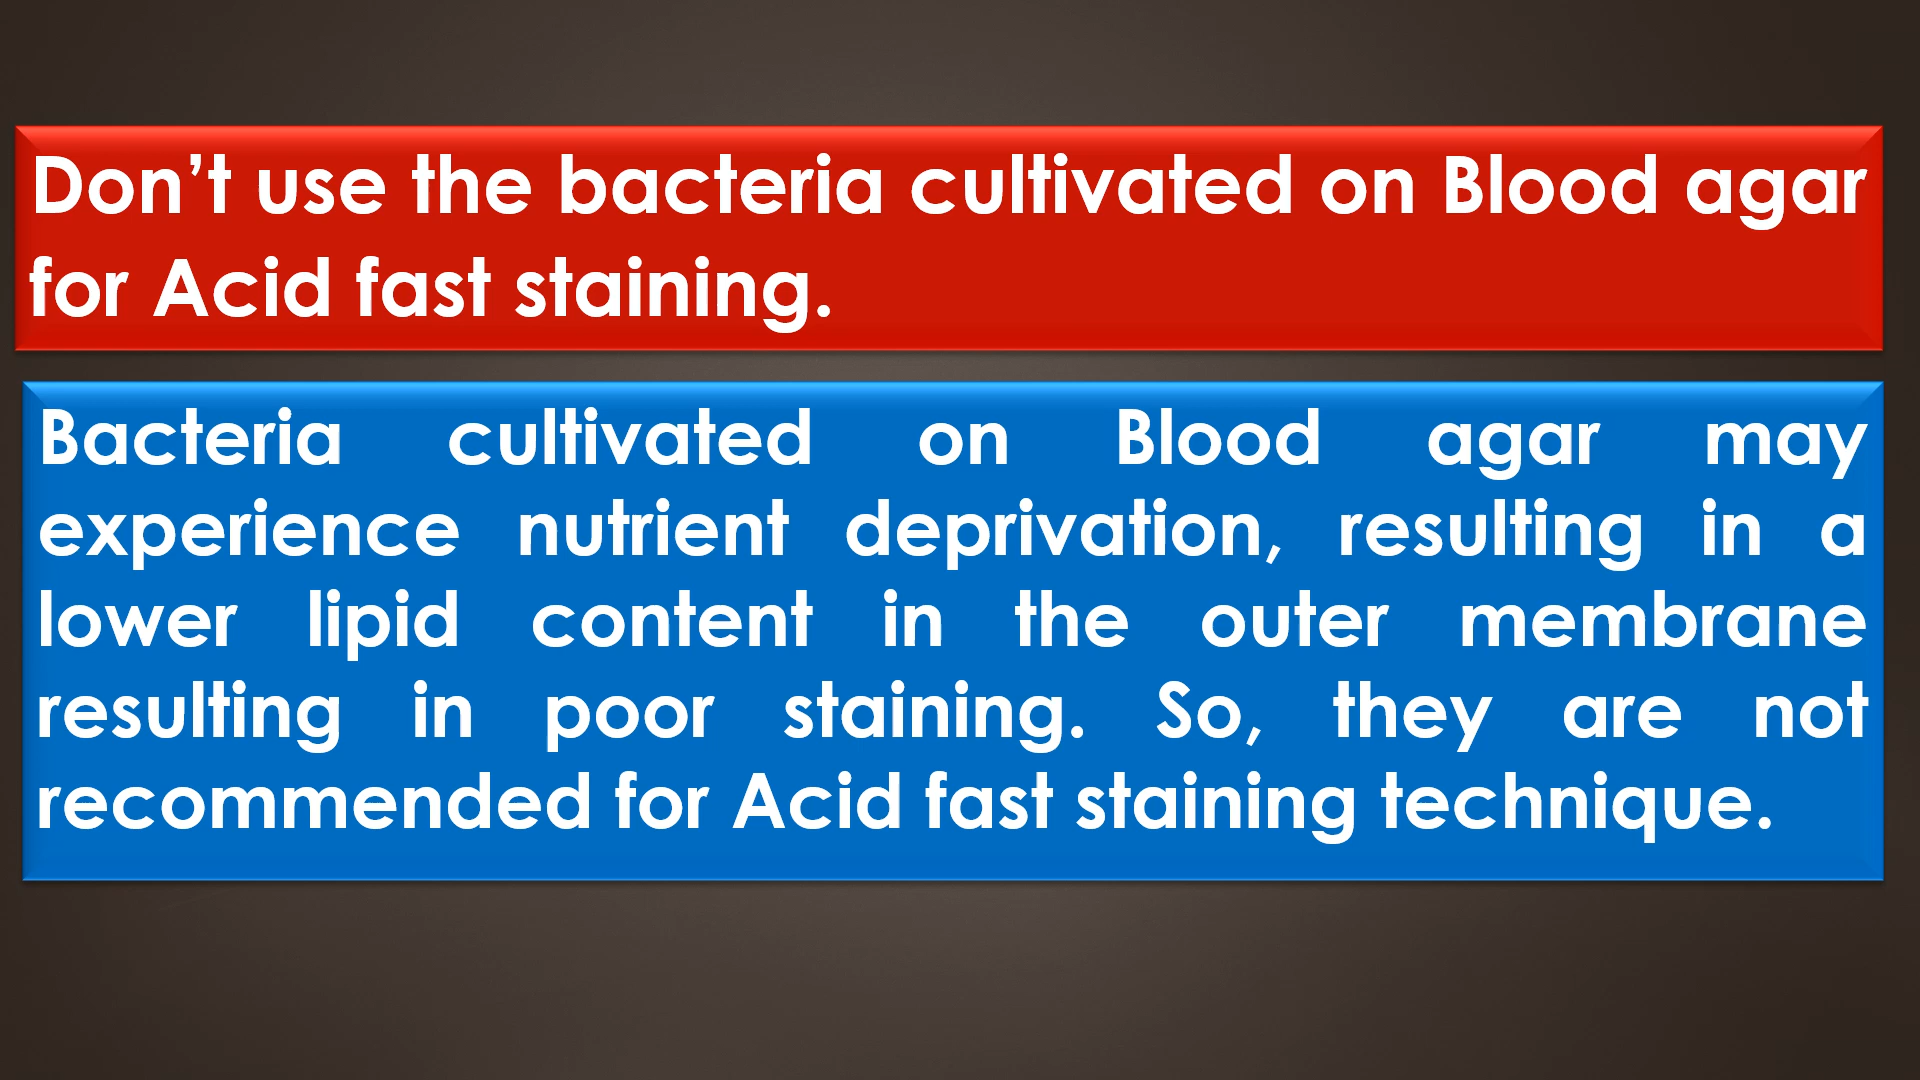 Don’t use the bacteria cultivated on Blood agar
for Acid fast staining.
Bacteria cultivated on Blood agar may
experience nutrient deprivation, resulting in a
lower lipid content in the outer membrane
resulting in poor staining. So, they are not
recommended for Acid fast staining technique.